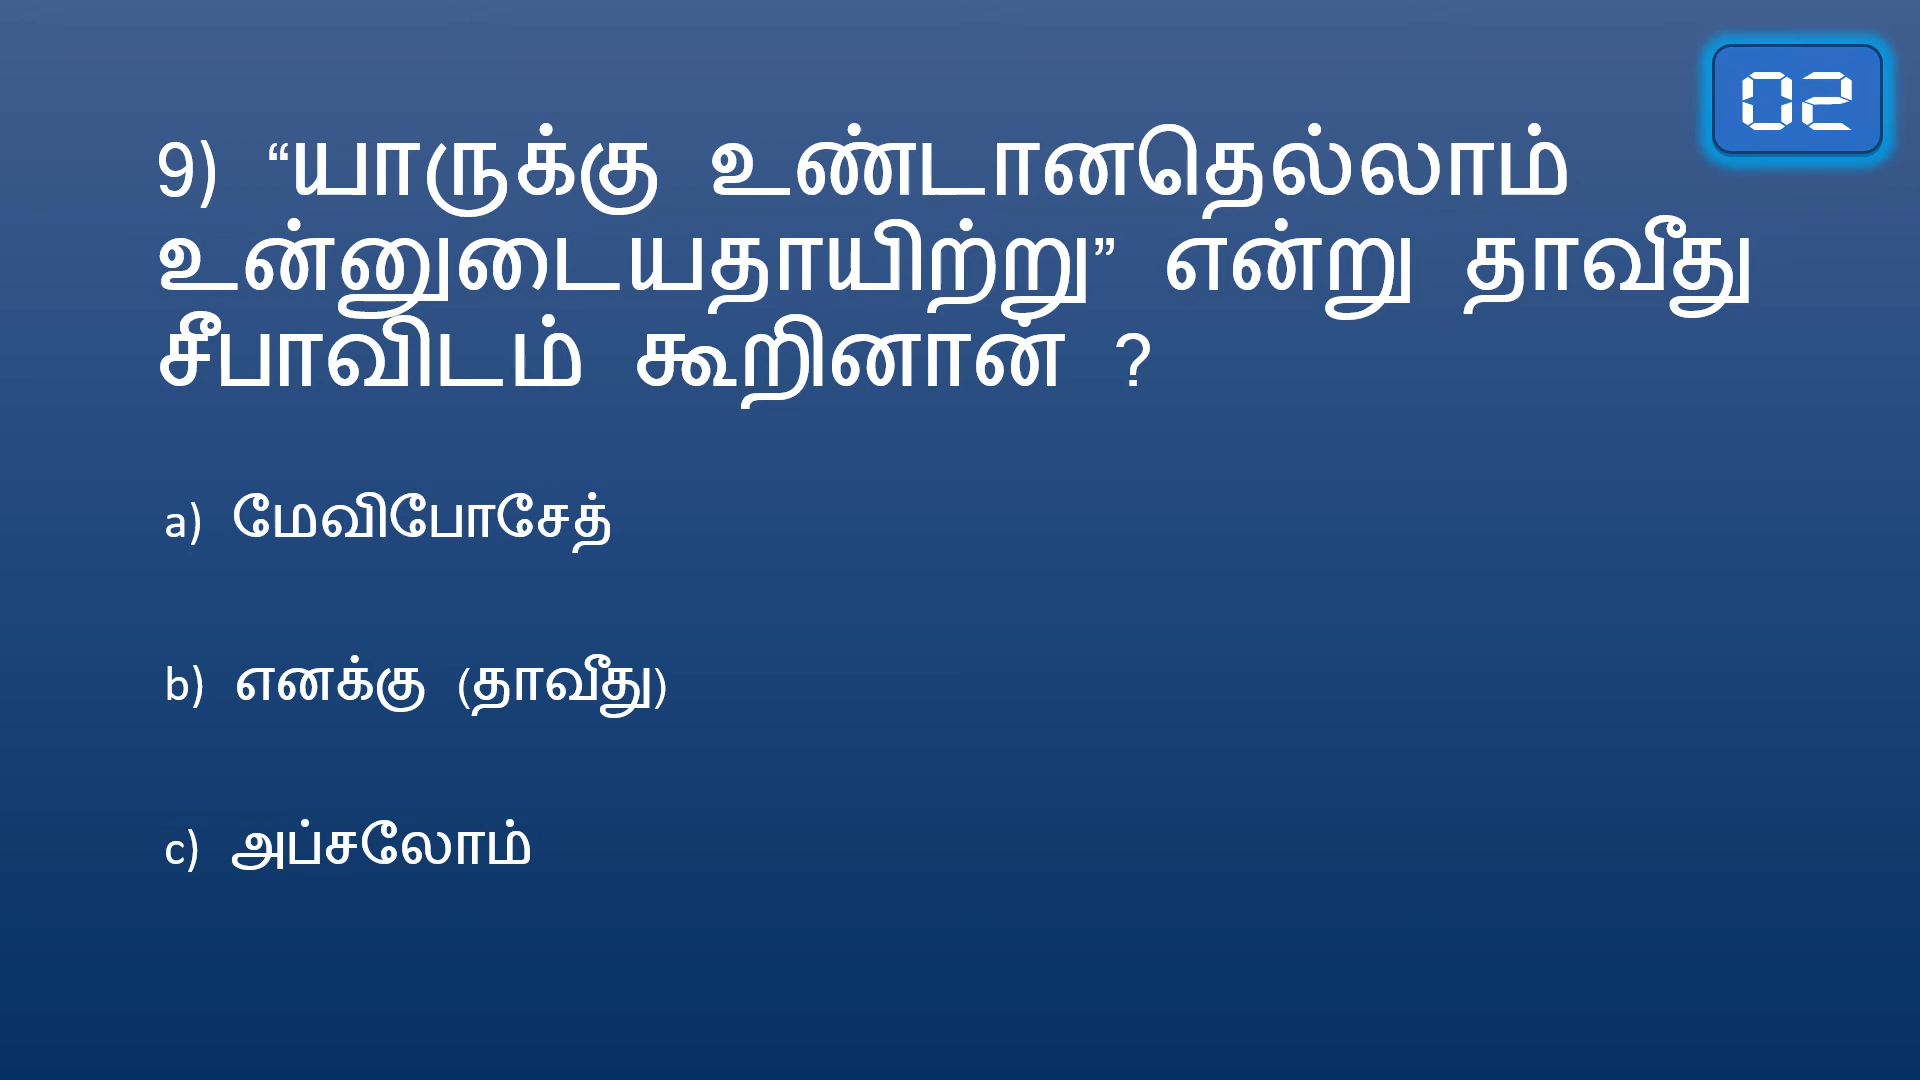 02
9) “யாருக்கு உண்டானதெல்லாம்
உன்னுடையதாயிற்று” என்று தாவீது
சீபாவிடம் கூறினான் ?
a) மேவிபோசேத்
b) எனக்கு (தாவீது)
c) அப்சலோம்